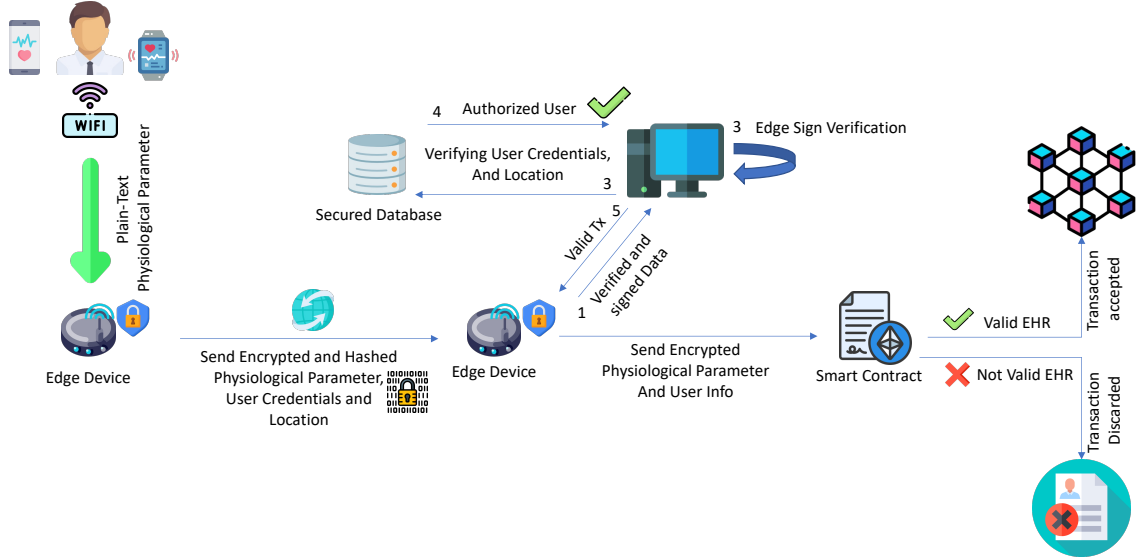 WIFI
Plain-Text
Physiological Parameter
Edge Device
Send Encrypted and Hashed
Physiological Parameter,
User Credentials and
Location
4
Authorized User
Verifying User Credentials,
And Location
3
Secured Database
3
Edge Sign Verification
5
Valid Tx
1
Verified and
signed Data
Edge Device
Send Encrypted
Physiological Parameter
And User Info
Smart Contract
Valid EHR
Not Valid EHR
Transaction
accepted
Transaction
Discarded